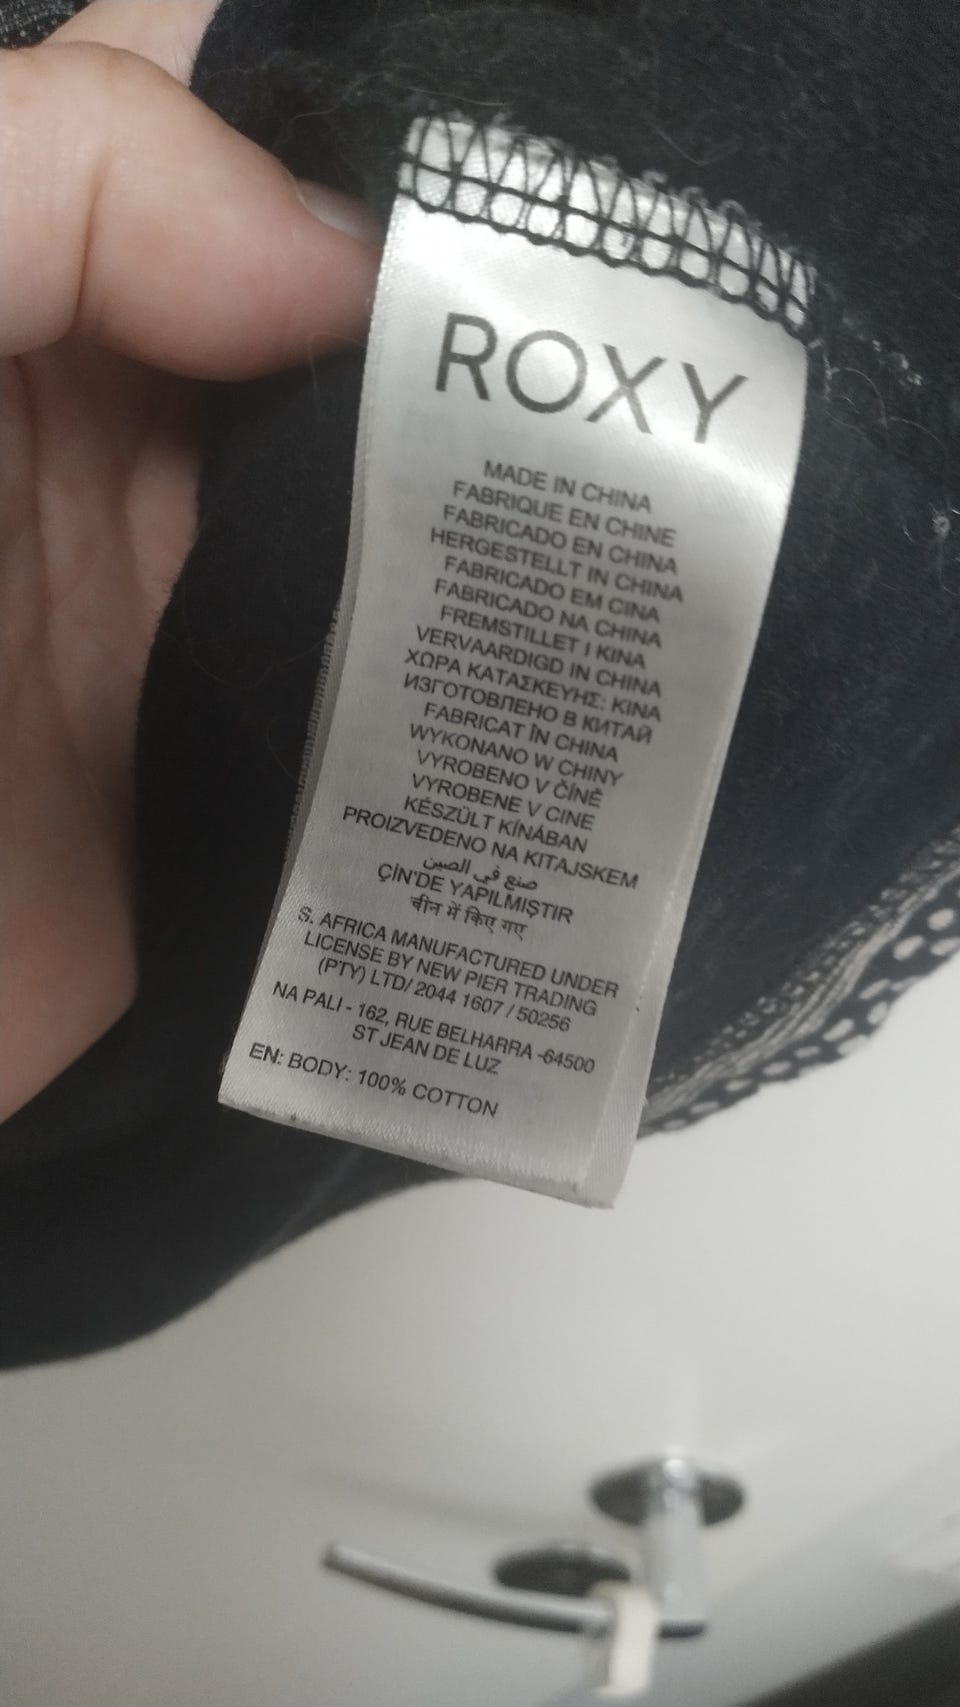 ROXY
MADE IN CHINA
FABRIQUE EN CHINE
FABRICADO EN CHINA
HERGESTELLT IN CHINA
FABRICADO EM CINA
FABRICADO NA CHINA
FREMSTILLET I KINA
VERVAARDIGD IN CHINA
ΧΩΡΑ ΚΑΤΑΣΚΕΥΗΣ: ΚΙΝΑ
ИЗГОТОВЛЕНО В КИТАЙ
FABRICAT ÎN CHINA
WYKONANO W CHINY
VYROBENO V ČÍNĚ
VYROBENE V CINE
KÉSZÜLT KÍNÁBAN
PROIZVEDENO NA KITAJSKEM
صنع في الصين
ÇİN'DE YAPILMIŞTIR
चीन में किए गए
S. AFRICA MANUFACTURED UNDER
LICENSE BY NEW PIER TRADING
(PTY) LTD/ 2044 1607 / 50256
NA PALI - 162, RUE BELHARRA -64500
ST JEAN DE LUZ
EN: BODY: 100% COTTON